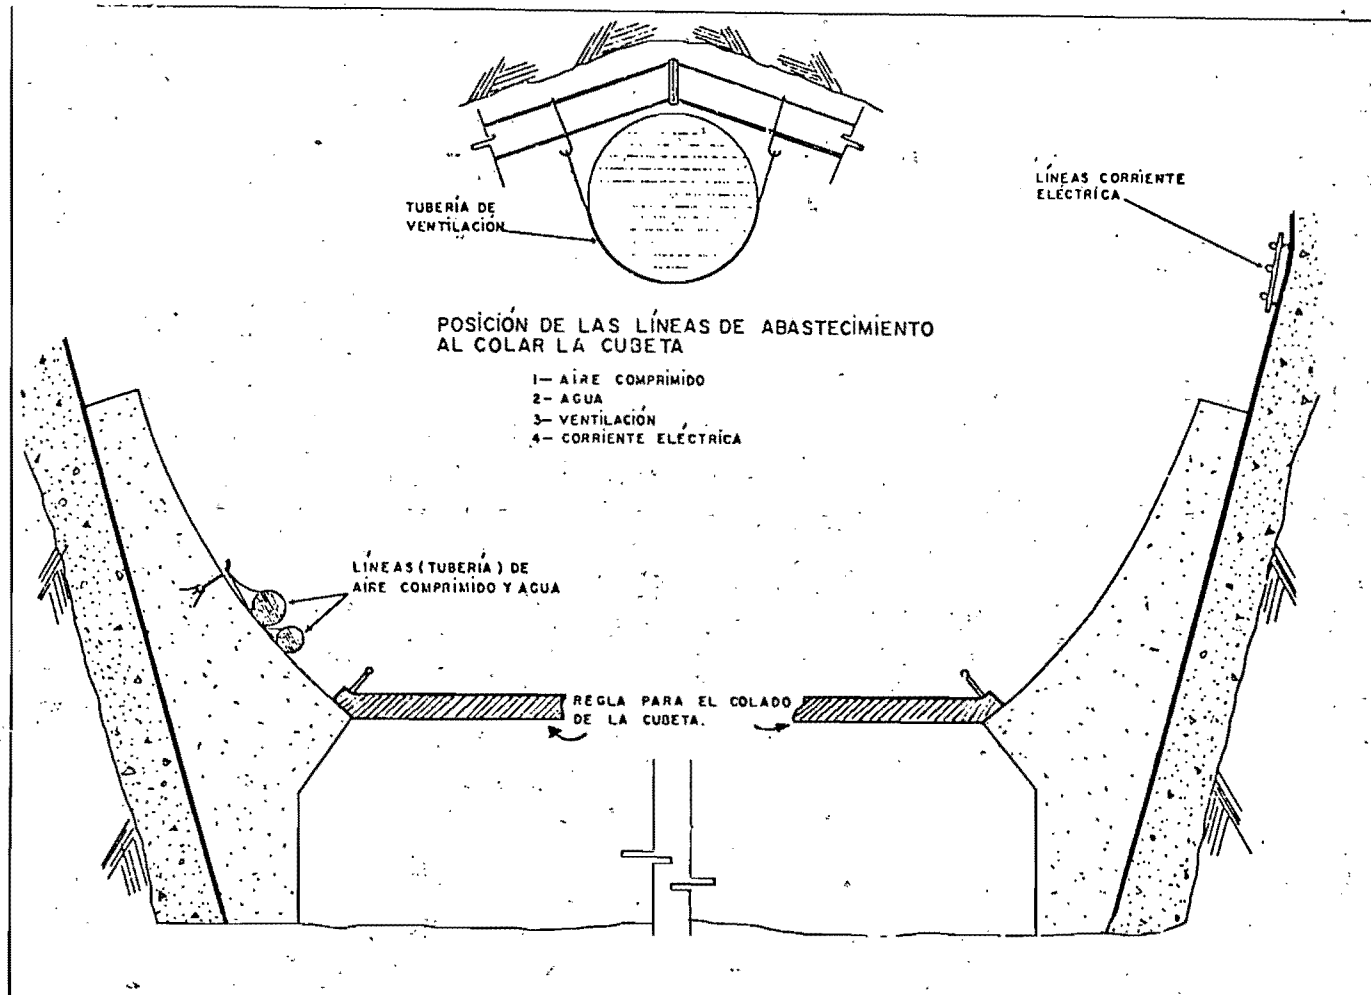 LÍNEAS CORRIENTE
ELÉCTRICA
TUBERÍA DE
VENTILACIÓN
POSICIÓN DE LAS LÍNEAS DE ABASTECIMIENTO
AL COLAR LA CUBETA
1- AIRE COMPRIMIDO
2- AGUA
3- VENTILACIÓN
4- CORRIENTE ELÉCTRICA
LÍNEAS (TUBERÍA) DE
AIRE COMPRIMIDO Y AGUA
REGLA PARA EL COLADO
DE LA CUBETA.